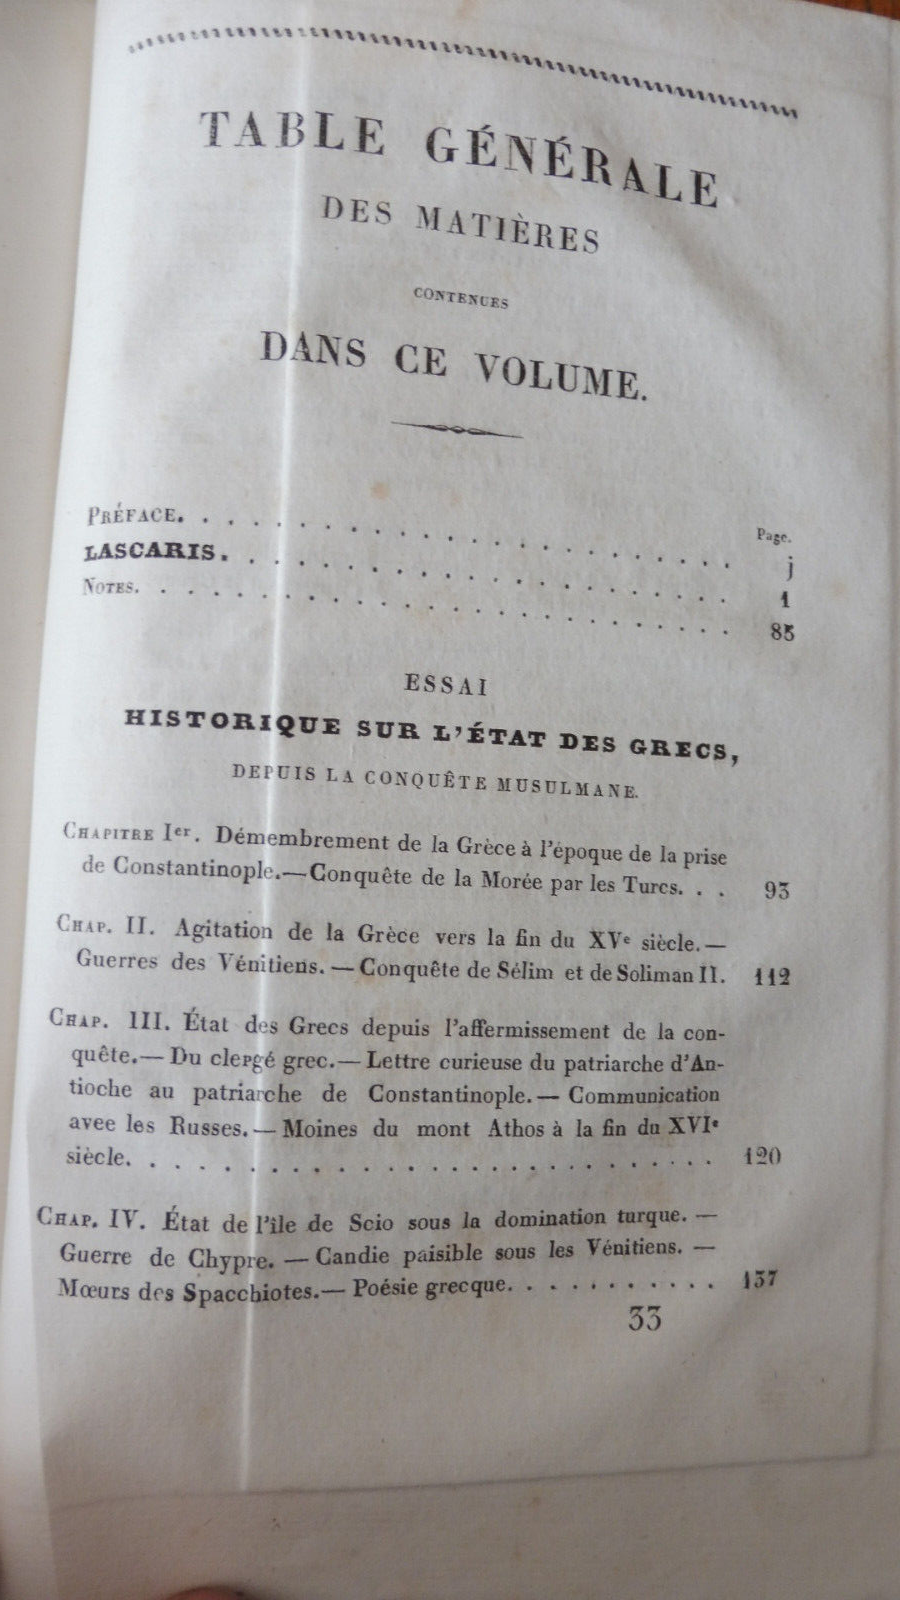 TABLE GÉNÉRALE
DES MATIÈRES
CONTENUES
DANS CE VOLUME.
Page.
PRÉFACE. . . . . . . . . . . . . . . . . . . . . . . . . j
LASCARIS. . . . . . . . . . . . . . . . . . . . . . . . 1
NOTES. . . . . . . . . . . . . . . . . . . . . . . . . . 85
ESSAI
HISTORIQUE SUR L'ÉTAT DES GRECS,
DEPUIS LA CONQUÊTE MUSULMANE.
CHAPITRE Ier. Démembrement de la Grèce à l'époque de la prise
de Constantinople.—Conquête de la Morée par les Turcs. . . 93
CHAP. II. Agitation de la Grèce vers la fin du XVe siècle.—
Guerres des Vénitiens.—Conquête de Sélim et de Soliman II. 112
CHAP. III. État des Grecs depuis l'affermissement de la con-
quête.—Du clergé grec.—Lettre curieuse du patriarche d'An-
tioche au patriarche de Constantinople.—Communication
avee les Russes.—Moines du mont Athos à la fin du XVIe
siècle. . . . . . . . . . . . . . . . . . . . . . . . . . 120
CHAP. IV. État de l'île de Scio sous la domination turque. —
Guerre de Chypre. — Candie paisible sous les Vénitiens. —
Mœurs des Spacchiotes.— Poésie grecque. . . . . . . . . . . 137
33